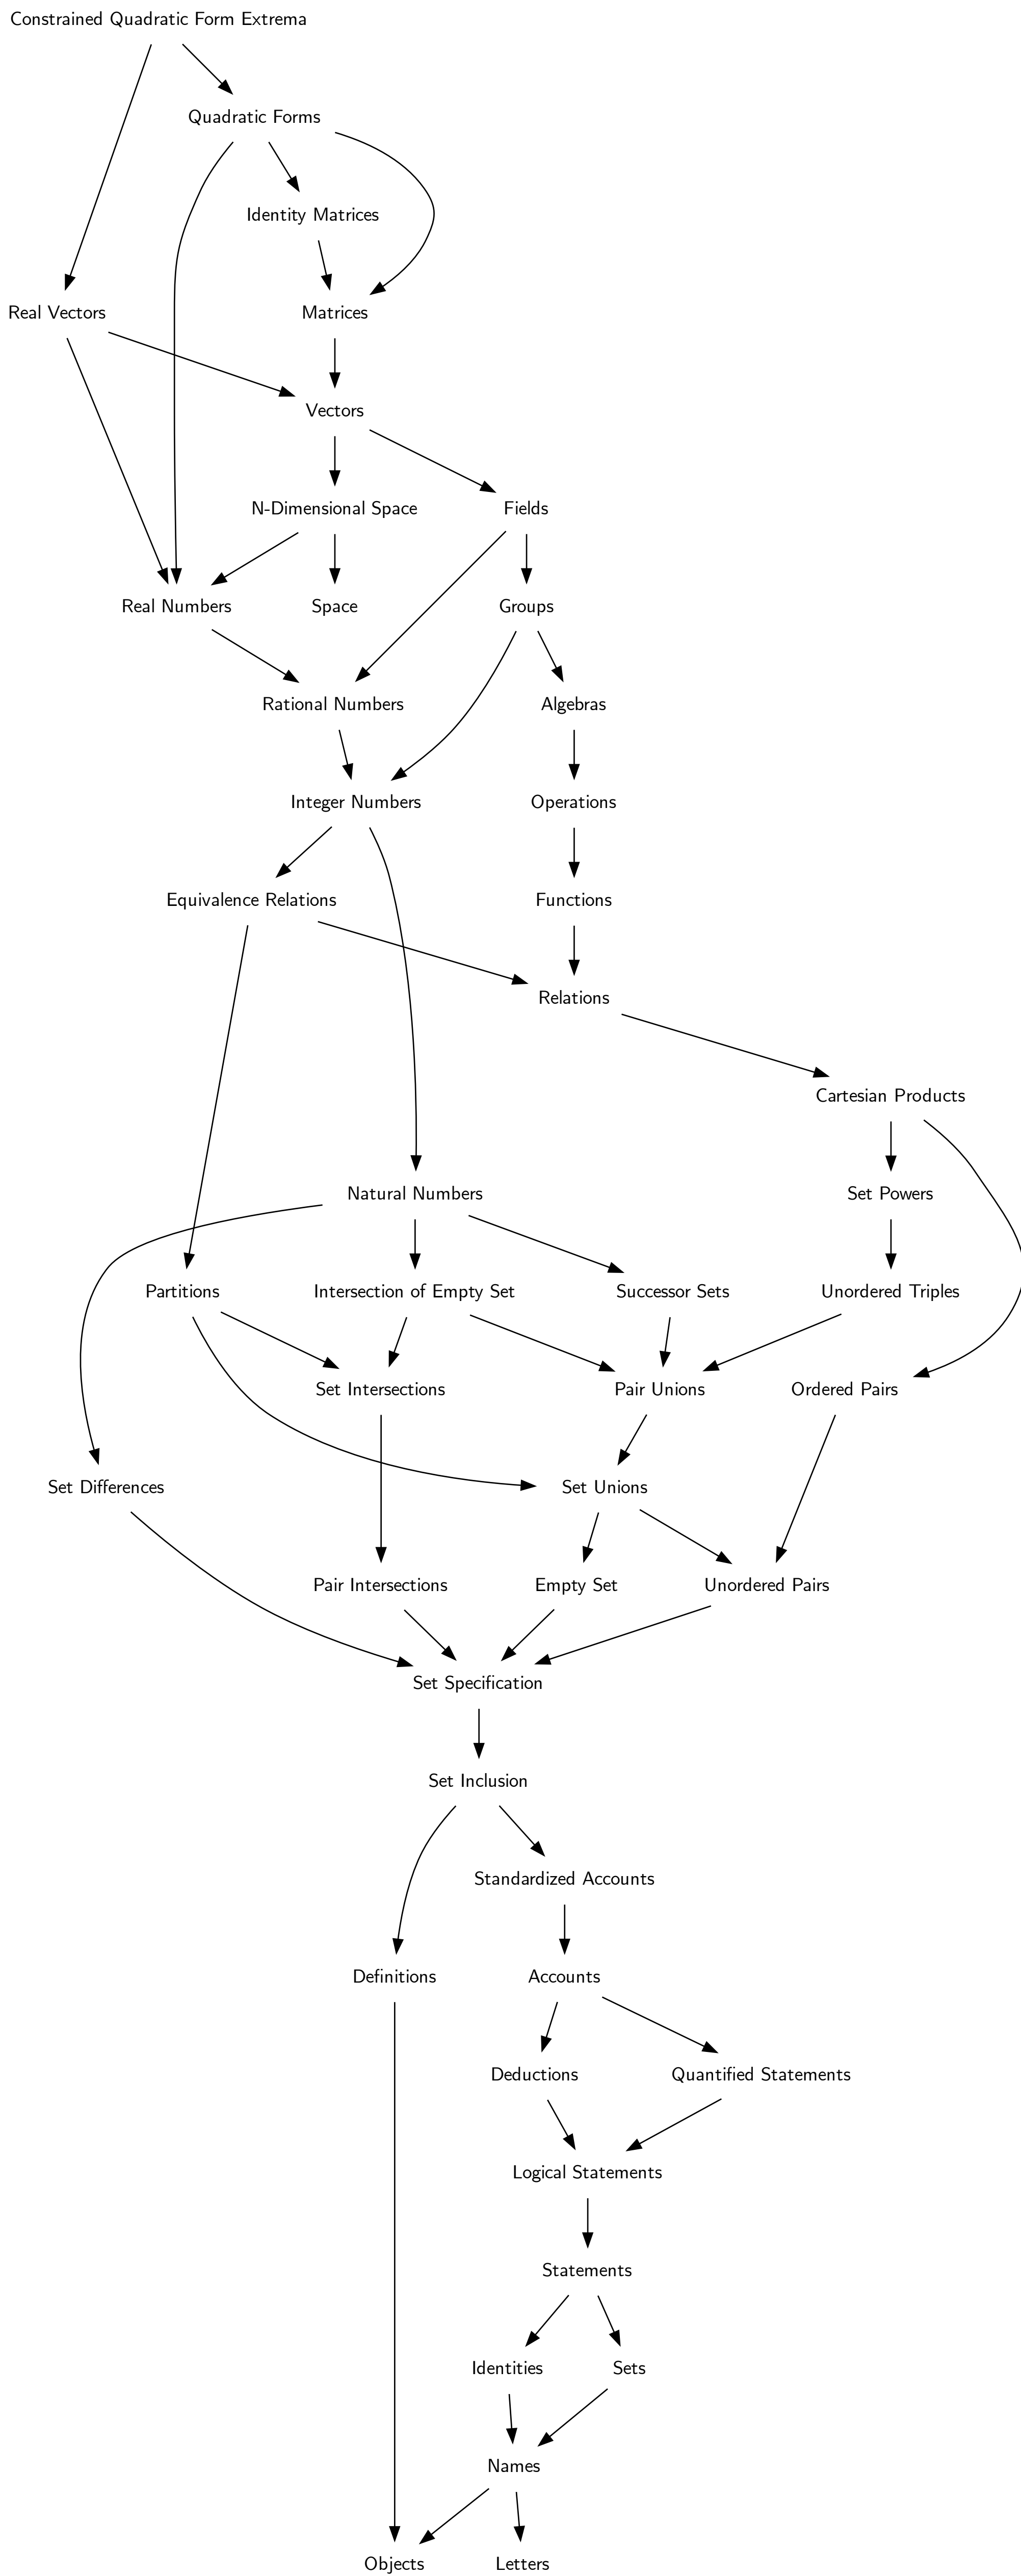 Constrained Quadratic Form Extrema
Quadratic Forms
Identity Matrices
Real Vectors
Matrices
Vectors
N-Dimensional Space
Fields
Real Numbers
Space
Groups
Rational Numbers
Algebras
Integer Numbers
Operations
Equivalence Relations
Functions
Relations
Cartesian Products
Natural Numbers
Set Powers
Partitions
Intersection of Empty Set
Successor Sets
Unordered Triples
Set Intersections
Pair Unions
Ordered Pairs
Set Differences
Set Unions
Pair Intersections
Empty Set
Unordered Pairs
Set Specification
Set Inclusion
Standardized Accounts
Definitions
Accounts
Deductions
Quantified Statements
Logical Statements
Statements
Identities
Sets
Names
Objects
Letters